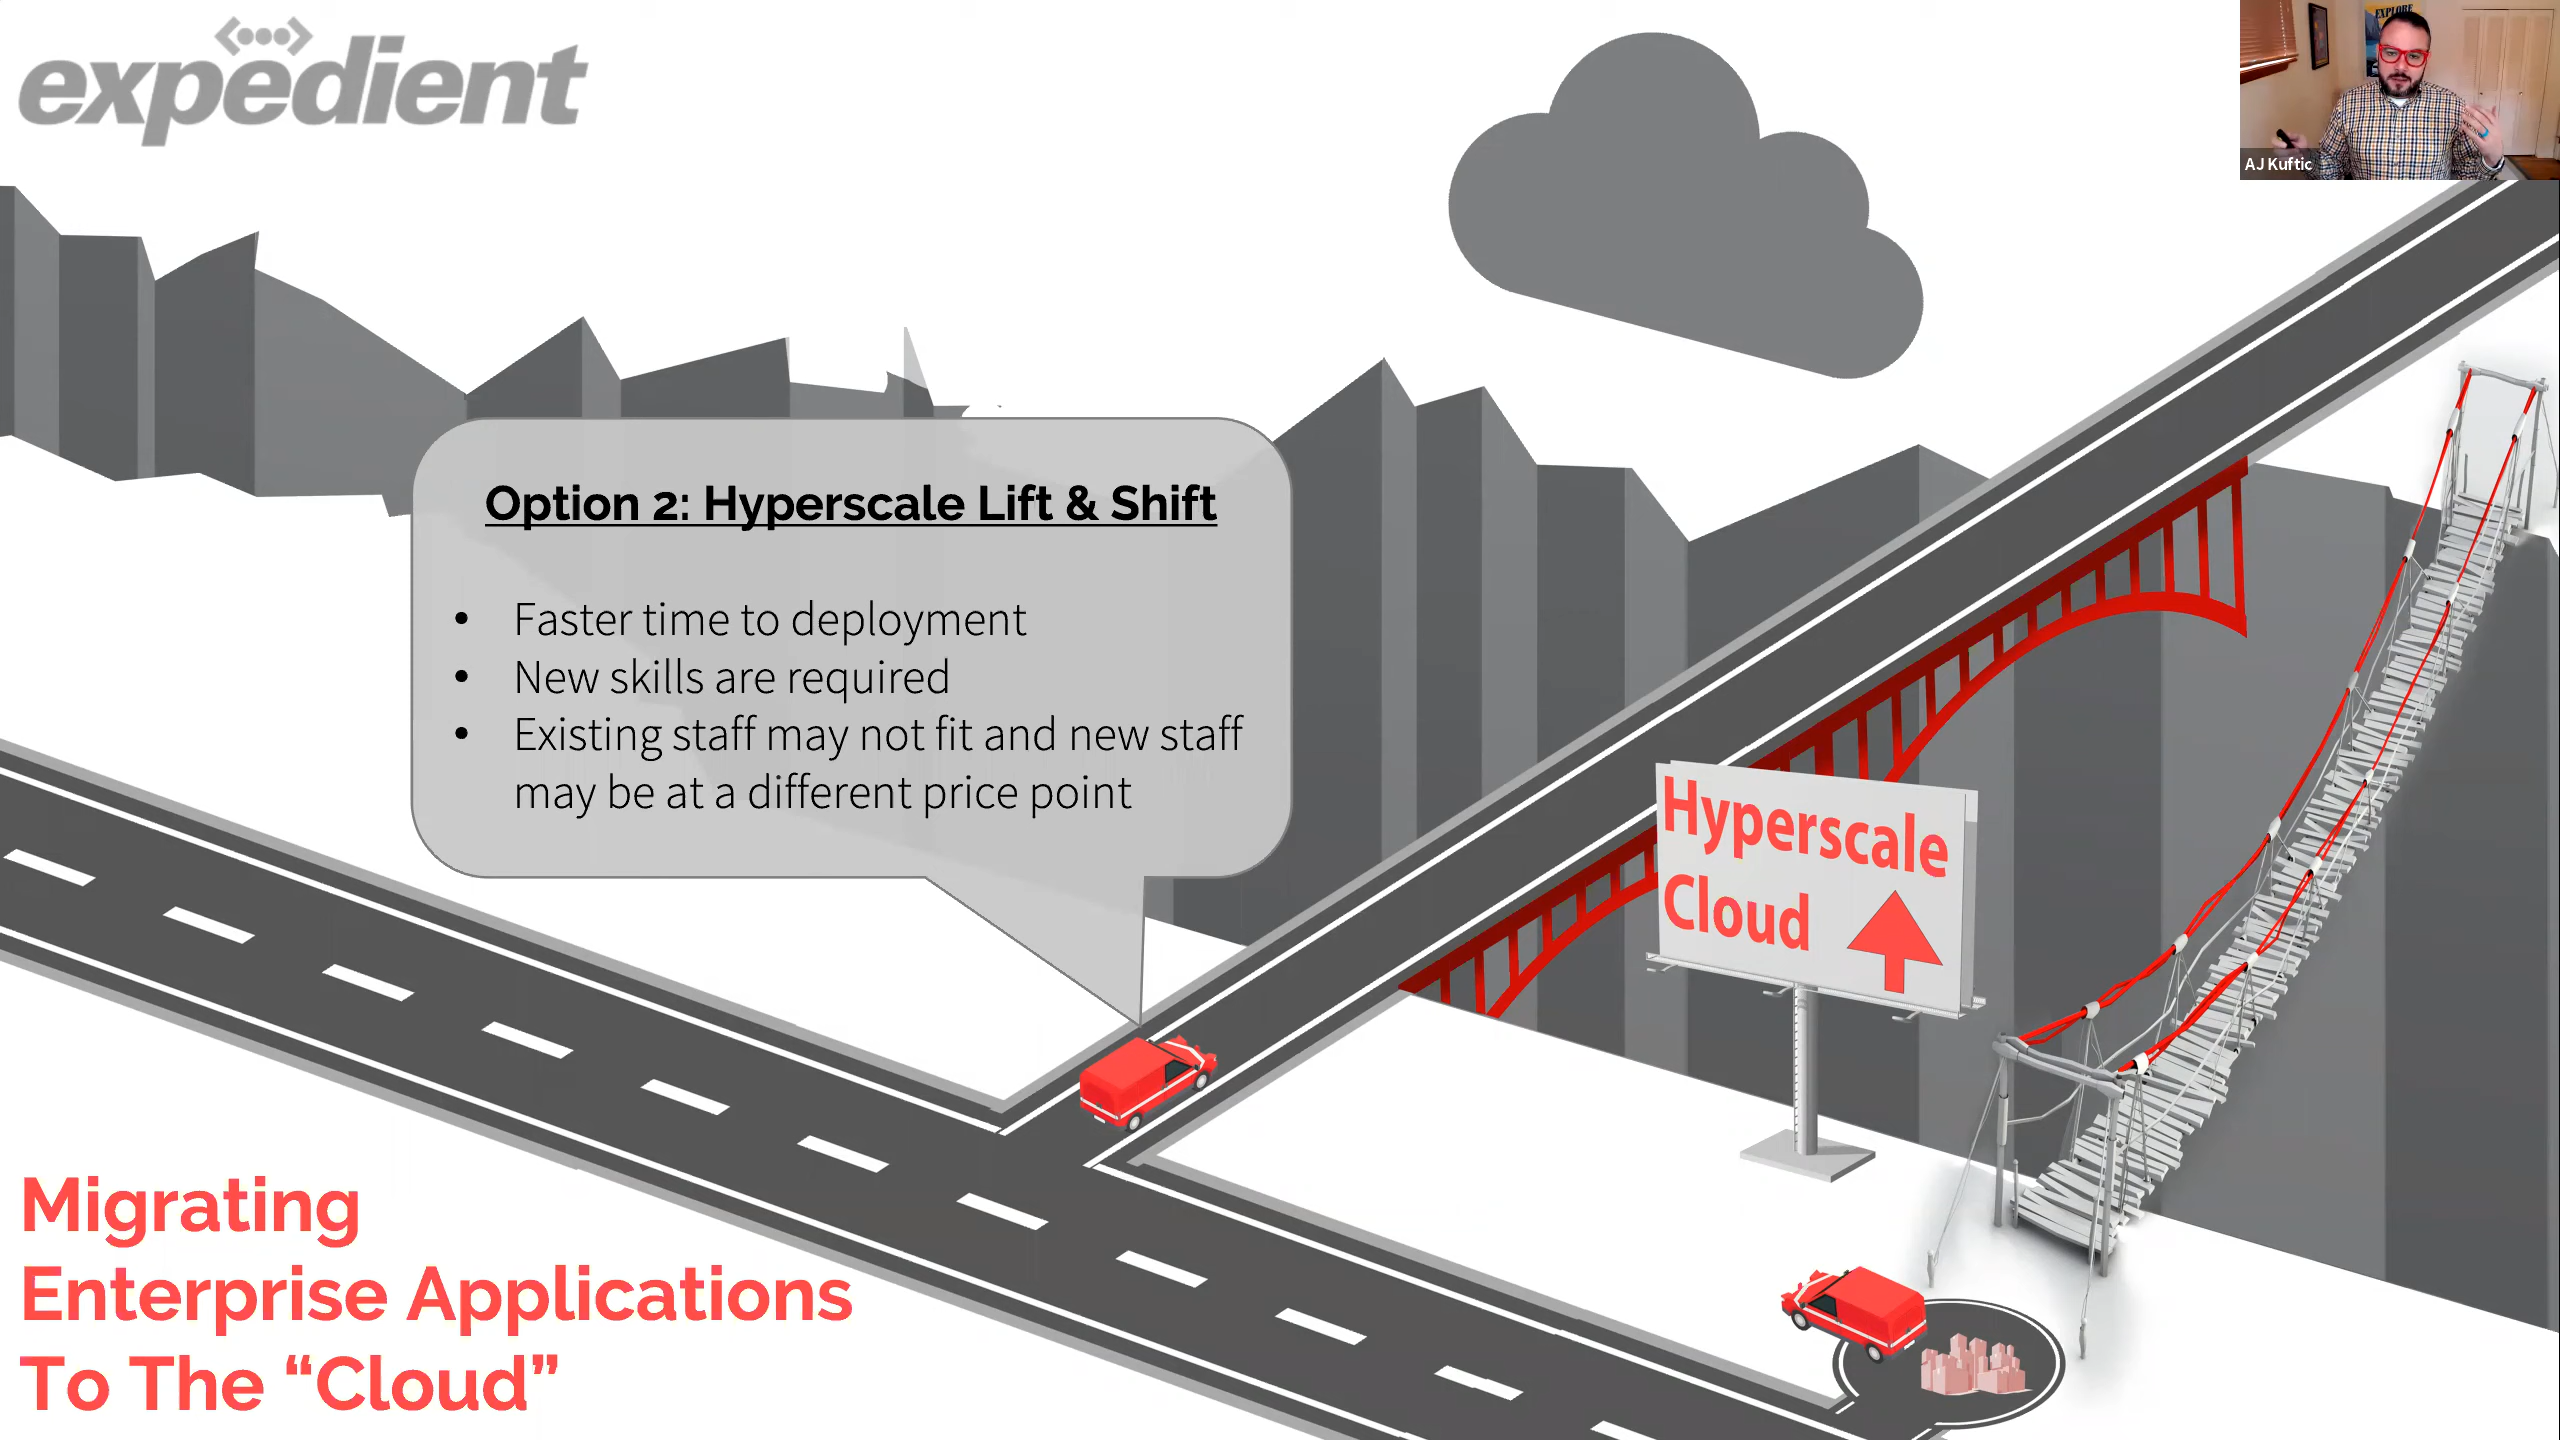 expedient
EXPLORE
AJ Kuftic
Option 2: Hyperscale Lift & Shift
• Faster time to deployment
• New skills are required
• Existing staff may not fit and new staff
may be at a different price point
Hyperscale
Cloud
Migrating
Enterprise Applications
To The “Cloud”